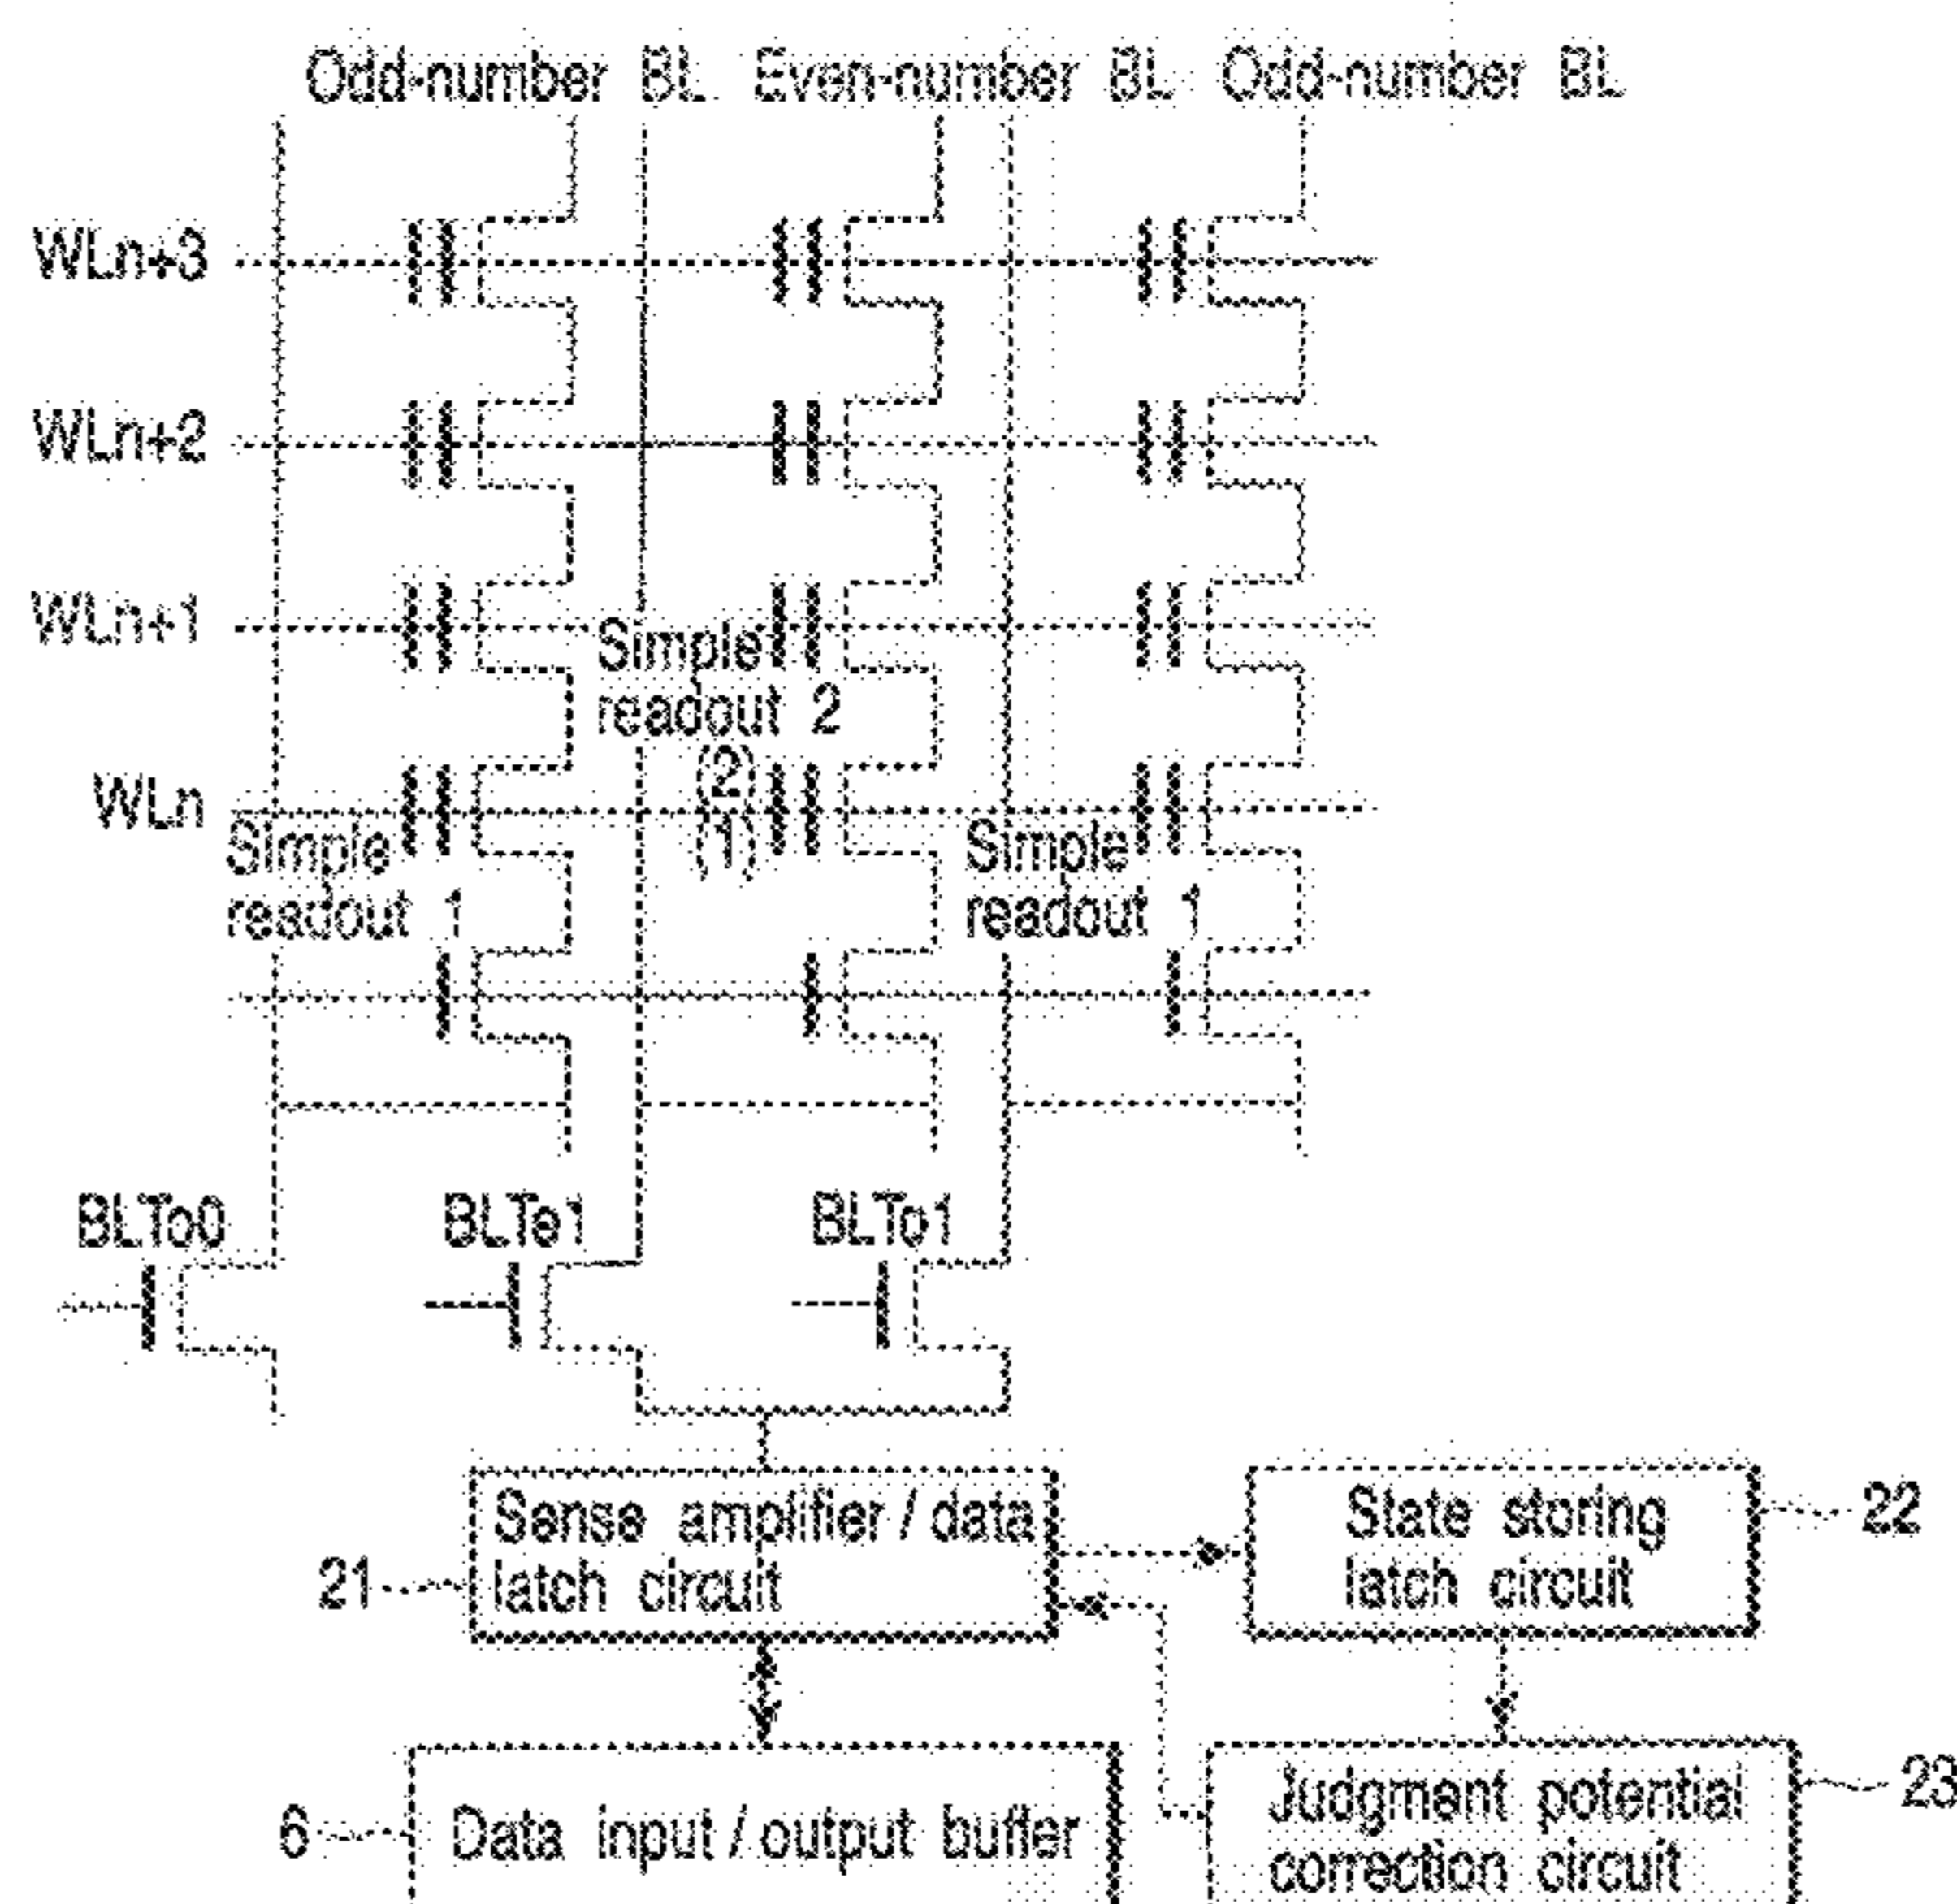 Odd-number BL Even-number BL Odd-number BL
WLn+3
WLn+2
WLn+1
Simple
readout 2
WLn
(2)
(1)
Simple
readout 1
Simple
readout 1
BLTo0
BLTe1
BLTo1
Sense amplifier / data
latch circuit
21
State storing
latch circuit
22
6
Data input / output buffer
Judgment potential
correction circuit
23